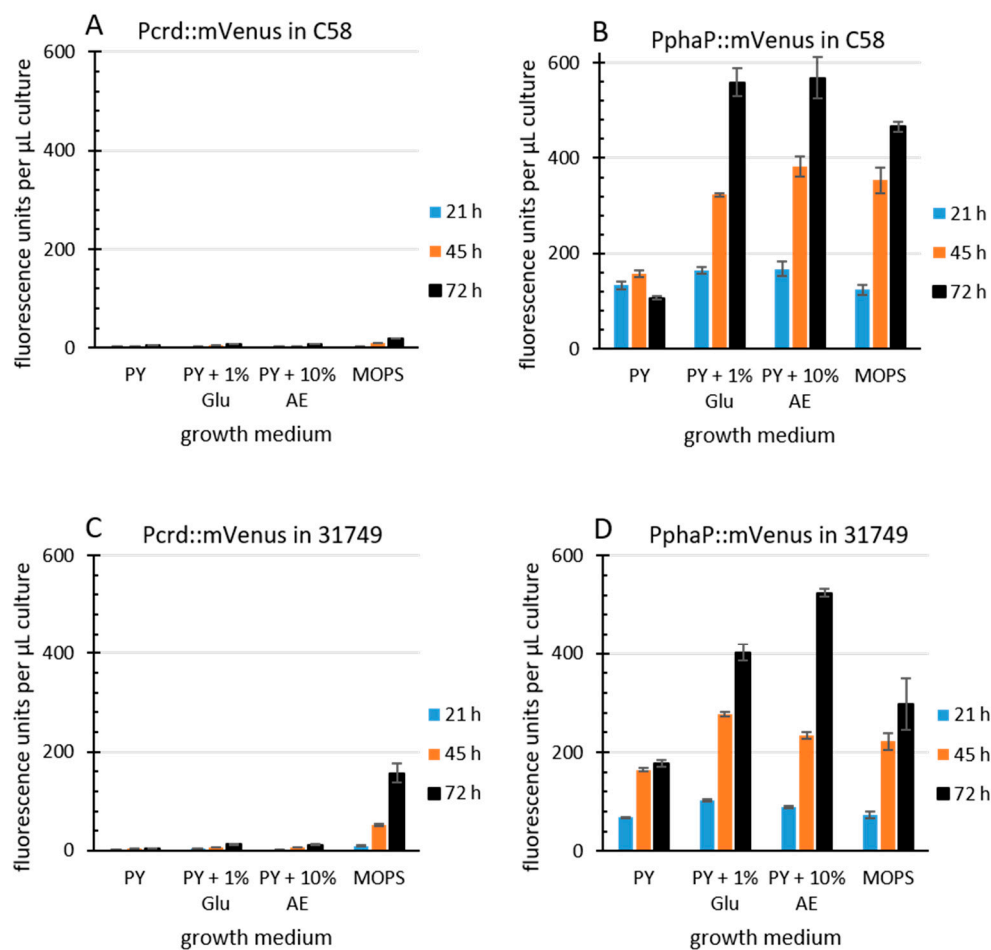 A
Pcrd::mVenus in C58
fluorescence units per µL culture
600
400
200
0
PY
PY + 1% Glu
PY + 10% AE
MOPS
growth medium
21 h
45 h
72 h
B
PphaP::mVenus in C58
fluorescence units per µL culture
600
400
200
0
PY
PY + 1% Glu
PY + 10% AE
MOPS
growth medium
21 h
45 h
72 h
C
Pcrd::mVenus in 31749
fluorescence units per µL culture
600
400
200
0
PY
PY + 1% Glu
PY + 10% AE
MOPS
growth medium
21 h
45 h
72 h
D
PphaP::mVenus in 31749
fluorescence units per µL culture
600
400
200
0
PY
PY + 1% Glu
PY + 10% AE
MOPS
growth medium
21 h
45 h
72 h